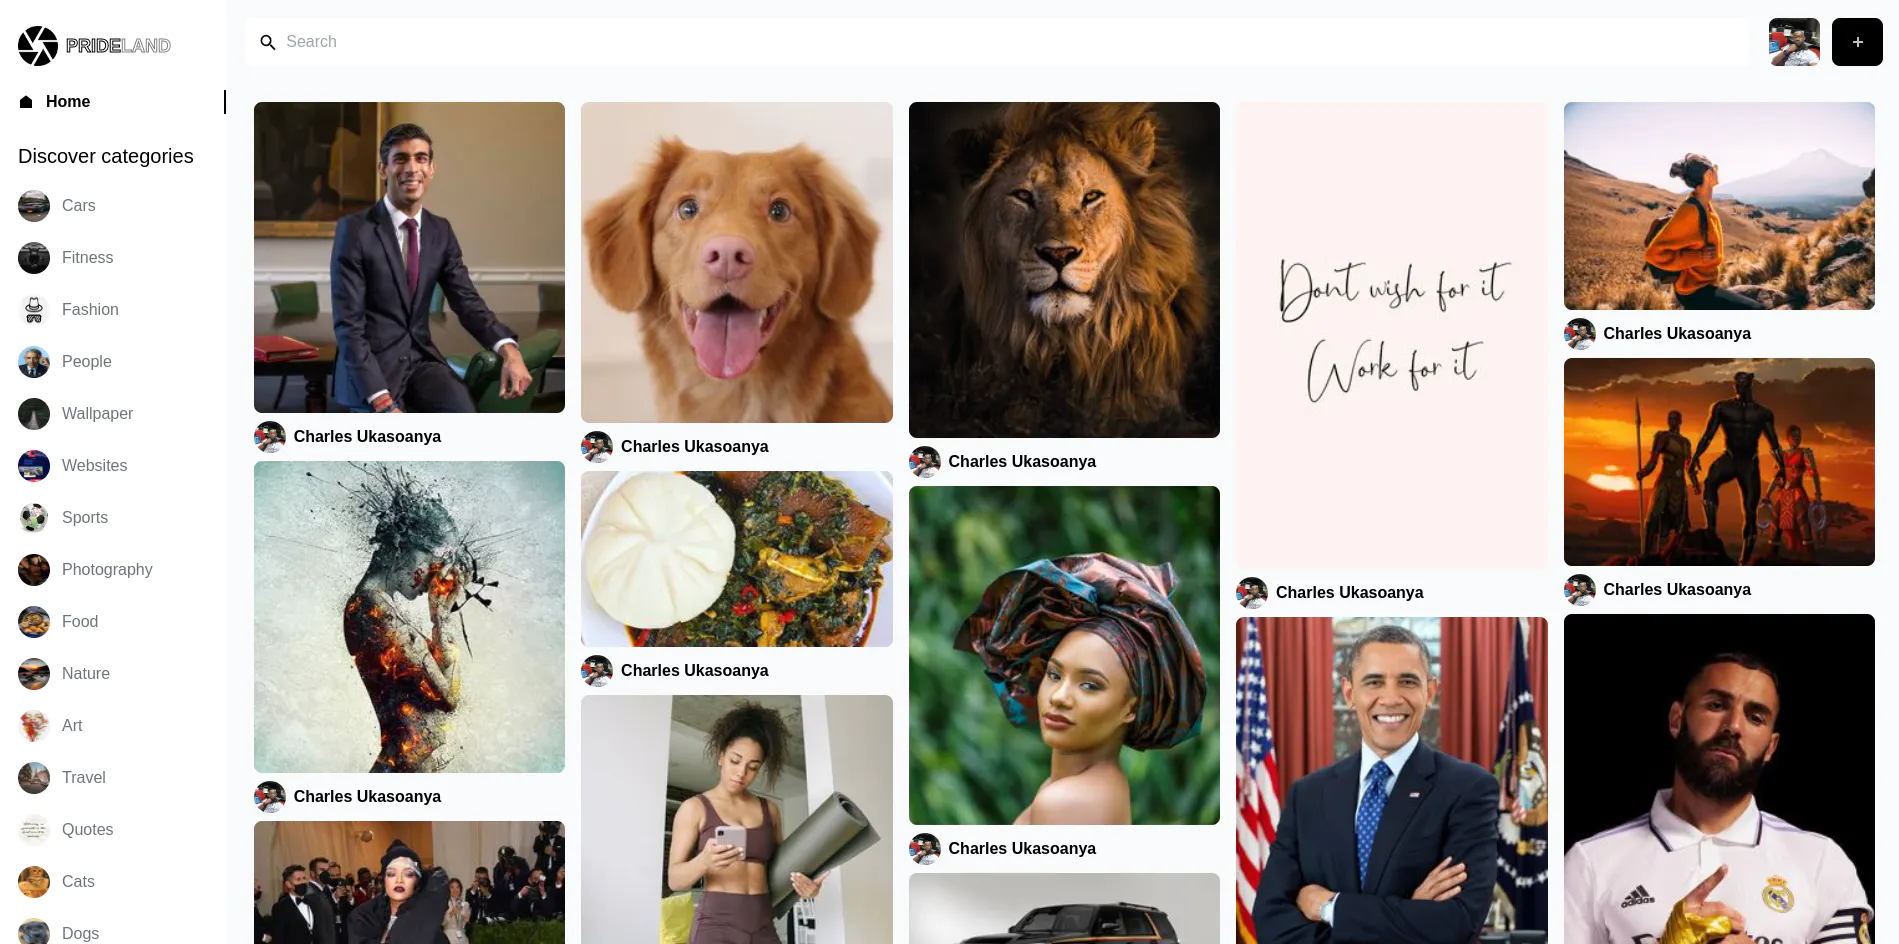 PRIDELAND
Search
+
Home
Discover categories
Cars
Fitness
Fashion
People
Wallpaper
Websites
Sports
Photography
Food
Nature
Art
Travel
Quotes
Cats
Dogs
Charles Ukasoanya
Charles Ukasoanya
Charles Ukasoanya
Charles Ukasoanya
Charles Ukasoanya
Dont wish for it
Work for it
Charles Ukasoanya
Charles Ukasoanya
Charles Ukasoanya
Charles Ukasoanya
adidas